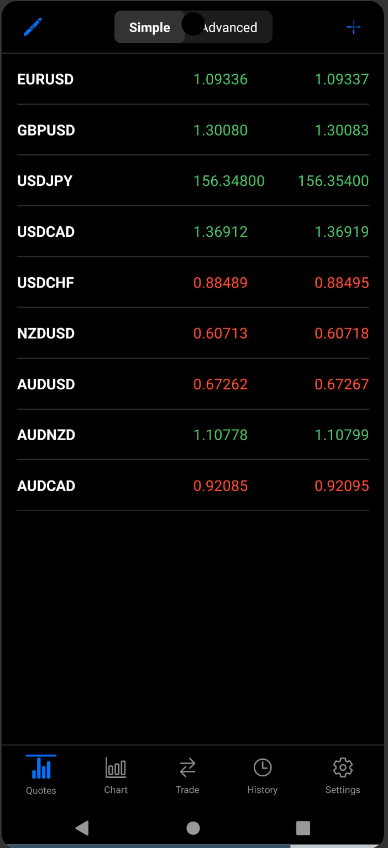 Simple Advanced
EURUSD 1.09336 1.09337
GBPUSD 1.30080 1.30083
USDJPY 156.34800 156.35400
USDCAD 1.36912 1.36919
USDCHF 0.88489 0.88495
NZDUSD 0.60713 0.60718
AUDUSD 0.67262 0.67267
AUDNZD 1.10778 1.10799
AUDCAD 0.92085 0.92095
Quotes Chart Trade History Settings